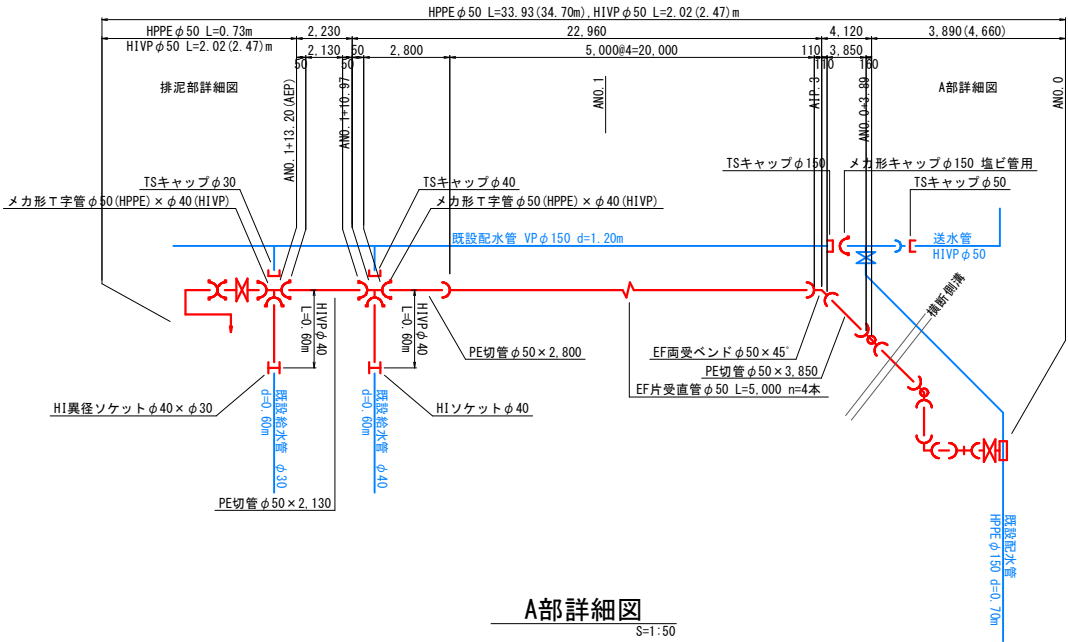 HPPEφ50 L=33.93(34.70)m,HIVPφ50 L=2.02(2.47)m
HPPEφ50 L=0.73m
HIVPφ50 L=2.02(2.47)m
2,230
22,960
4,120
3,890(4,660)
50
2,130
50
50
2,800
5,000@4=20,000
110
110
3,850
160
排泥部詳細図
ANO.1+13.20(AEP)
ANO.1+10.97
ANO.1
AIP.3
ANO.0+3.89
A部詳細図
ANO.0
TSキャップφ30
メカ形T字管φ50(HPPE)×φ40(HIVP)
TSキャップφ40
メカ形T字管φ50(HPPE)×φ40(HIVP)
TSキャップφ150
メカ形キャップφ150 塩ビ管用
TSキャップφ50
既設配水管 VPφ150 d=1.20m
送水管
HIVPφ50
横断側溝
HIVPφ40
L=0.60m
HIVPφ40
L=0.60m
PE切管φ50×2,800
EF両受ベンドφ50×45°
PE切管φ50×3,850
EF片受直管φ50 L=5,000 n=4本
HI異径ソケットφ40×φ30
HIソケットφ40
既設給水管 φ30
d=0.60m
既設給水管 φ40
d=0.60m
PE切管φ50×2,130
既設配水管
HPPEφ150 d=0.70m
A部詳細図
S=1:50